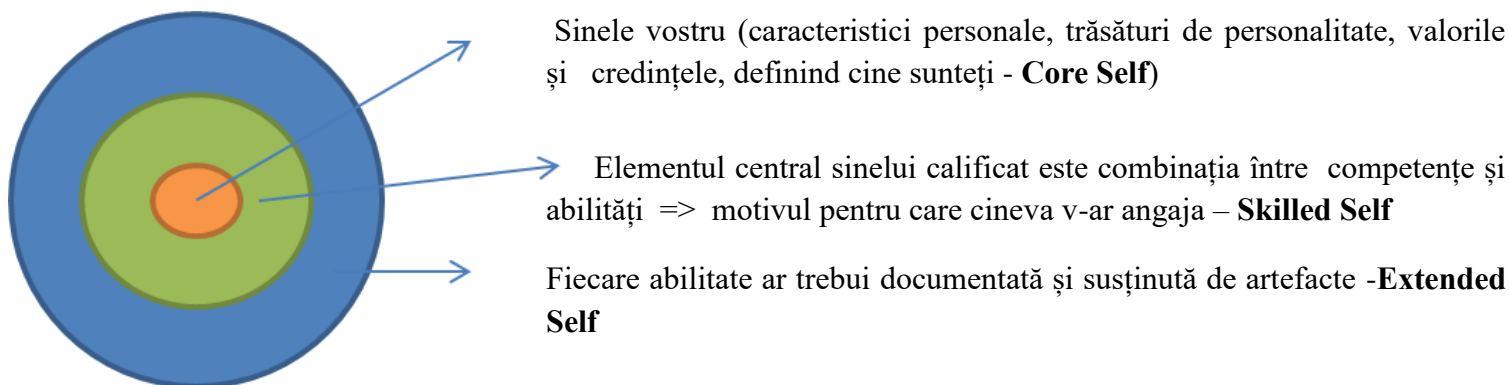 Sinele vostru (caracteristici personale, trăsături de personalitate, valorile
și credințele, definind cine sunteți - Core Self)
Elementul central sinelui calificat este combinația între competențe și
abilități => motivul pentru care cineva v-ar angaja – Skilled Self
Fiecare abilitate ar trebui documentată și susținută de artefacte -Extended
Self